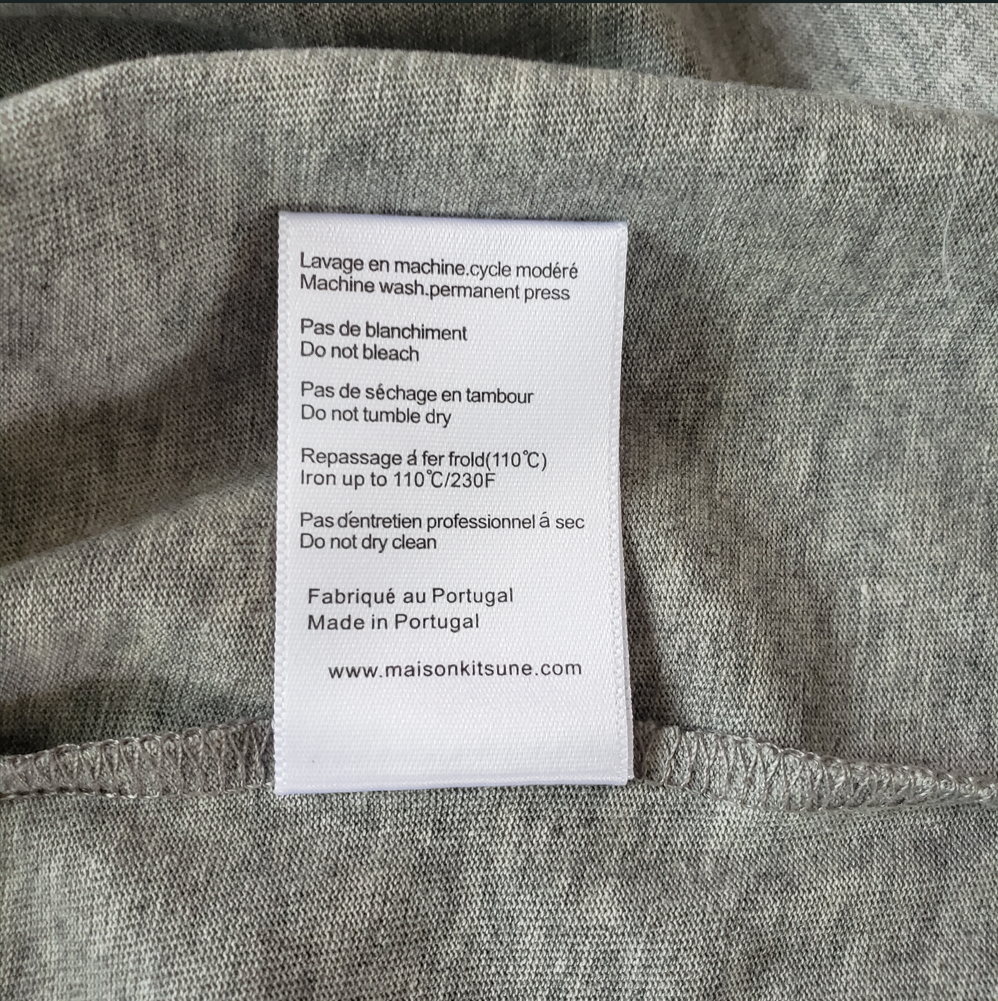 Lavage en machine.cycle modéré
Machine wash.permanent press
Pas de blanchiment
Do not bleach
Pas de séchage en tambour
Do not tumble dry
Repassage á fer frold(110℃)
Iron up to 110℃/230F
Pas d'entretien professionnel á sec
Do not dry clean
Fabriqué au Portugal
Made in Portugal
www.maisonkitsune.com